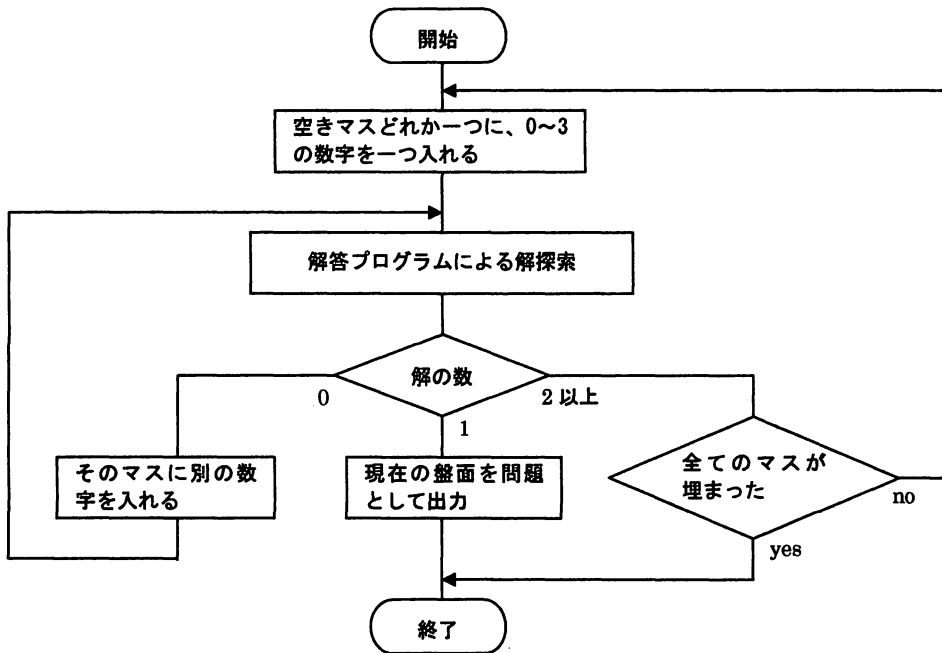 開始
空きマスどれか一つに、0〜3
の数字を一つ入れる
解答プログラムによる解探索
解の数
0
2 以上
1
そのマスに別の数
字を入れる
現在の盤面を問題
として出力
全てのマスが
埋まった
no
yes
終了